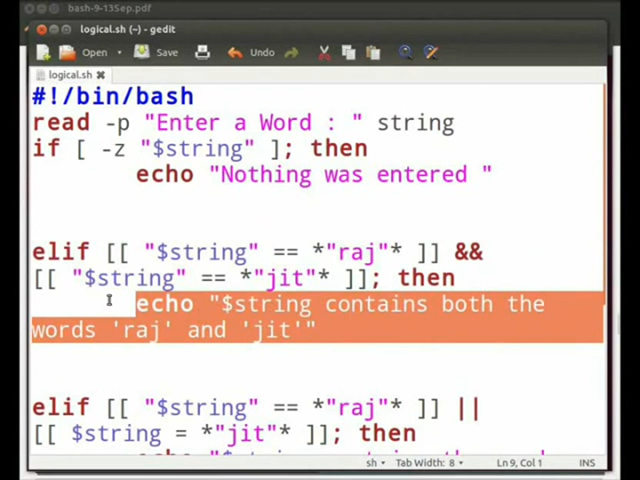 bash-9-13Sep.pdf
logical.sh (~) - gedit
Open Save Undo
logical.sh
#!/bin/bash
read -p "Enter a Word : " string
if [ -z "$string" ]; then
echo "Nothing was entered "
elif [[ "$string" == *"raj"* ]] &&
[[ "$string" == *"jit"* ]]; then
echo "$string contains both the
words 'raj' and 'jit'"
elif [[ "$string" == *"raj"* ]] ||
[[ $string = *"jit"* ]]; then
sh Tab Width: 8 Ln 9, Col 1 INS